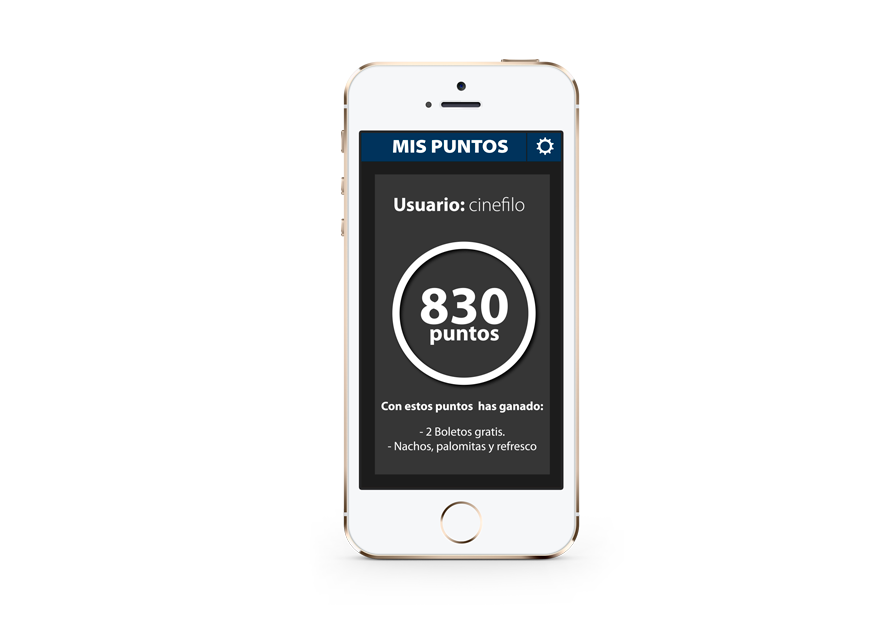 MIS PUNTOS
Usuario: cinefilo
830
puntos
Con estos puntos has ganado:
- 2 Boletos gratis.
- Nachos, palomitas y refresco